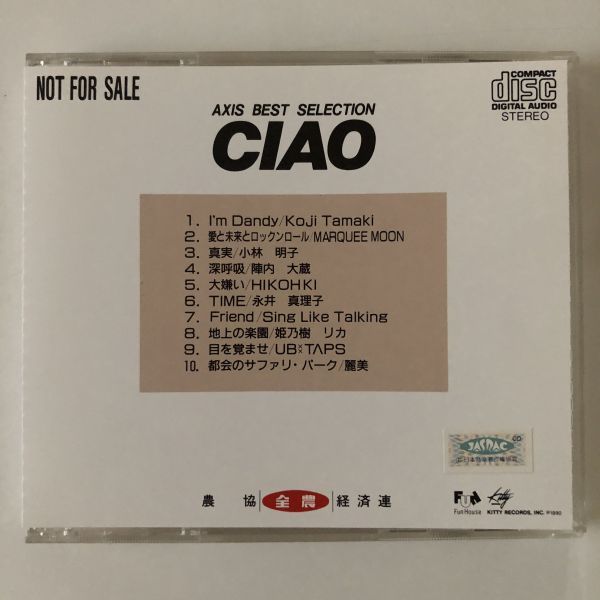 NOT FOR SALE
COMPACT
disc
DIGITAL AUDIO
STEREO
AXIS BEST SELECTION
CIAO
1. I'm Dandy/Koji Tamaki
2. 愛と未来とロックンロール/MARQUEE MOON
3. 真実/小林 明子
4. 深呼吸/陣内 大蔵
5. 大嫌い/HIKOHKI
6. TIME/永井 真理子
7. Friend/Sing Like Talking
8. 地上の楽園/姫乃樹 リカ
9. 目を覚ませ/UB××TAPS
10. 都会のサファリ・パーク/麗美
JASRAC
CD
農 協 全農 経済連
FUN Kitty
Fun House KITTY RECORDS, INC. ℗1990